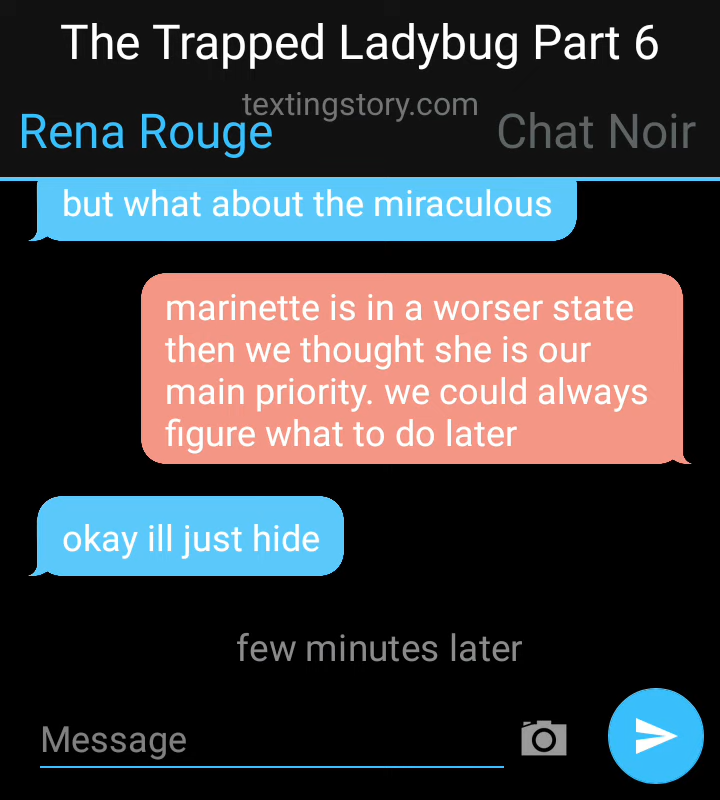 The Trapped Ladybug Part 6
textingstory.com
Rena Rouge
Chat Noir
but what about the miraculous
marinette is in a worser state
then we thought she is our
main priority. we could always
figure what to do later
okay ill just hide
few minutes later
Message